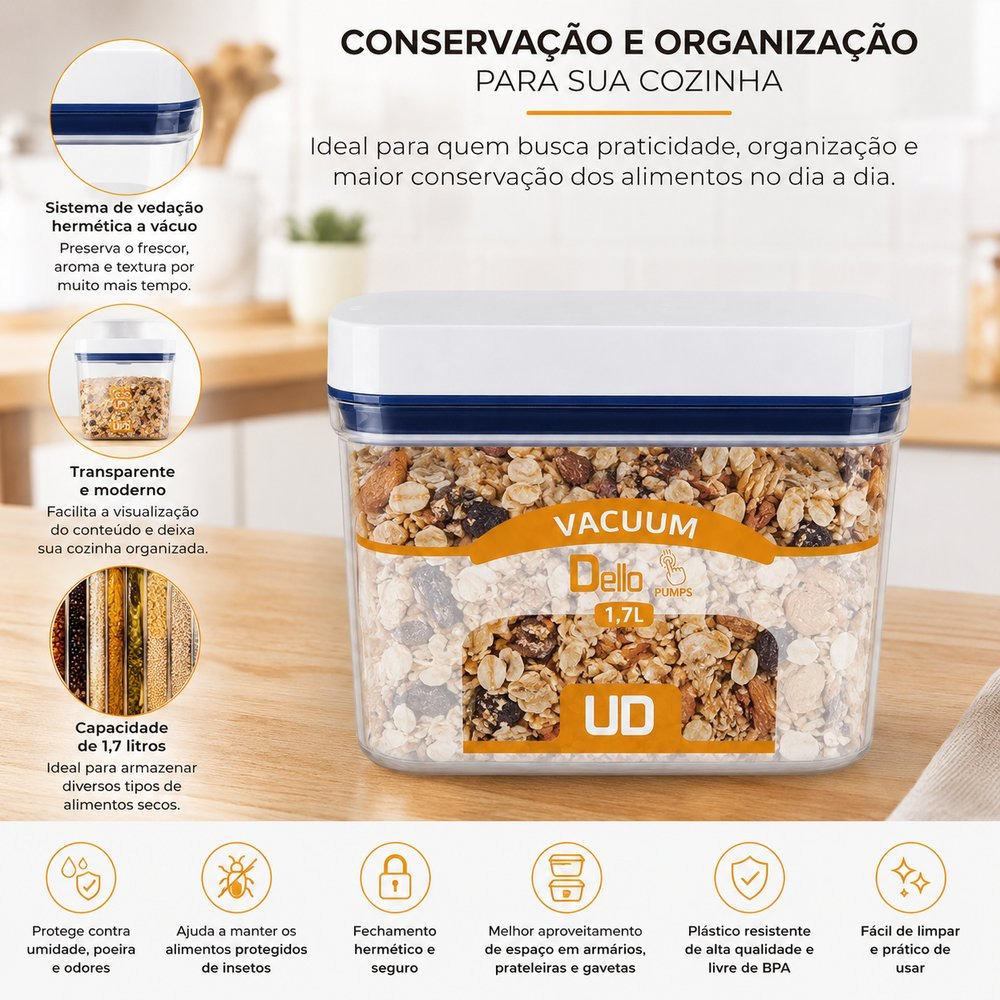 CONSERVAÇÃO E ORGANIZAÇÃO
PARA SUA COZINHA
Ideal para quem busca praticidade, organização e
maior conservação dos alimentos no dia a dia.
Sistema de vedação
hermética a vácuo
Preserva o frescor,
aroma e textura por
muito mais tempo.
Transparente
e moderno
Facilita a visualização
do conteúdo e deixa
sua cozinha organizada.
Capacidade
de 1,7 litros
Ideal para armazenar
diversos tipos de
alimentos secos.
VACUUM
Dello
PUMPS
1,7L
UD
Protege contra
umidade, poeira
e odores
Ajuda a manter os
alimentos protegidos
de insetos
Fechamento
hermético e
seguro
Melhor aproveitamento
de espaço em armários,
prateleiras e gavetas
Plástico resistente
de alta qualidade e
livre de BPA
Fácil de limpar
e prático de
usar